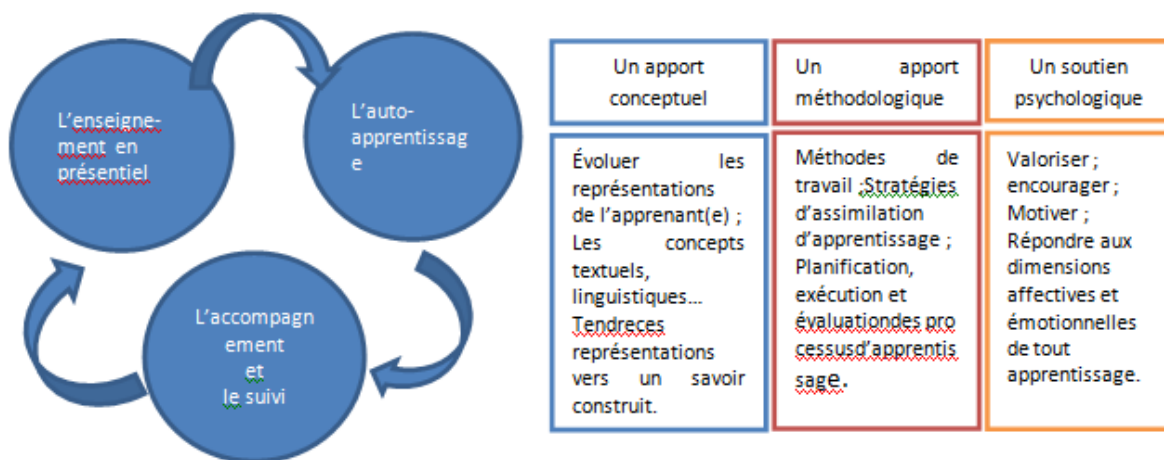 L'enseigne-
ment en
présentiel
L'auto-
apprentissag
e
L'accompagn
ement
et
le suivi
Un apport
conceptuel
Un apport
méthodologique
Un soutien
psychologique
Évoluer les
représentations
de l'apprenant(e) ;
Les concepts
textuels,
linguistiques...
Tendreces
représentations
vers un savoir
construit.
Méthodes de
travail ;Stratégies
d'assimilation
d'apprentissage ;
Planification,
exécution et
évaluationdes pro
cessusd'apprentis
sage.
Valoriser ;
encourager ;
Motiver ;
Répondre aux
dimensions
affectives et
émotionnelles
de tout
apprentissage.